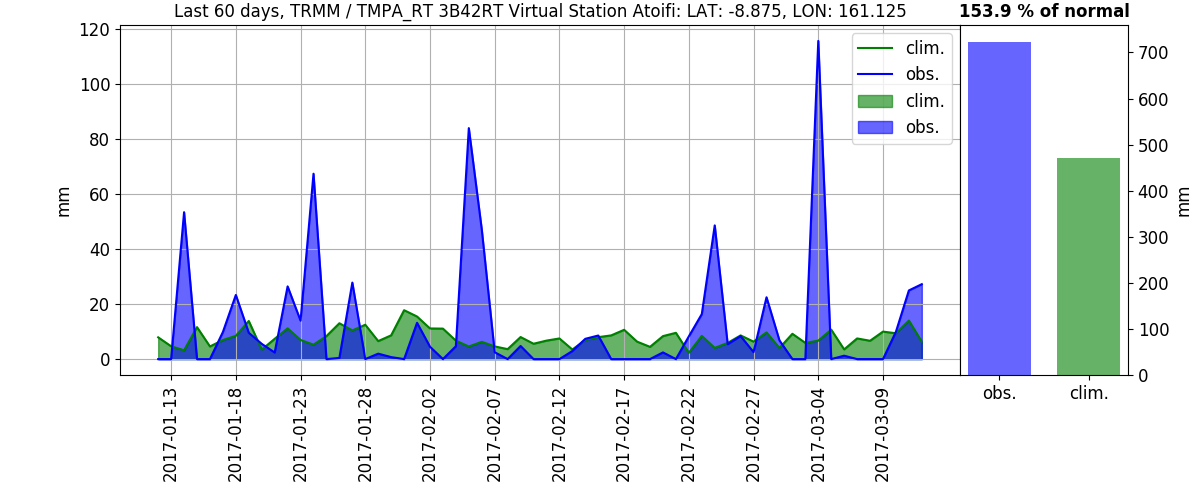 Last 60 days, TRMM / TMPA_RT 3B42RT Virtual Station Atoifi: LAT: -8.875, LON: 161.125
153.9 % of normal
120
100
80
60
40
20
0
mm
clim.
obs.
clim.
obs.
2017-01-13
2017-01-18
2017-01-23
2017-01-28
2017-02-02
2017-02-07
2017-02-12
2017-02-17
2017-02-22
2017-02-27
2017-03-04
2017-03-09
700
600
500
400
300
200
100
0
mm
obs.
clim.